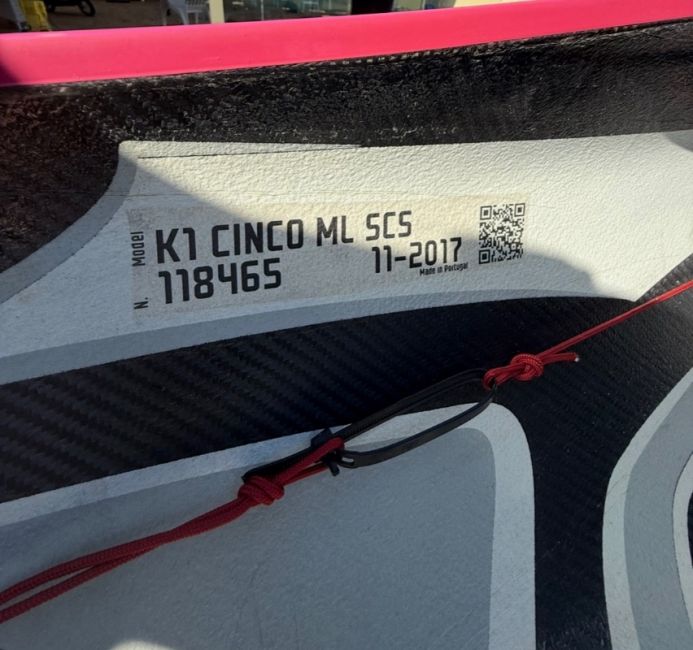 Model K1 CINCO ML SCS
N. 118465 11-2017
Made in Portugal